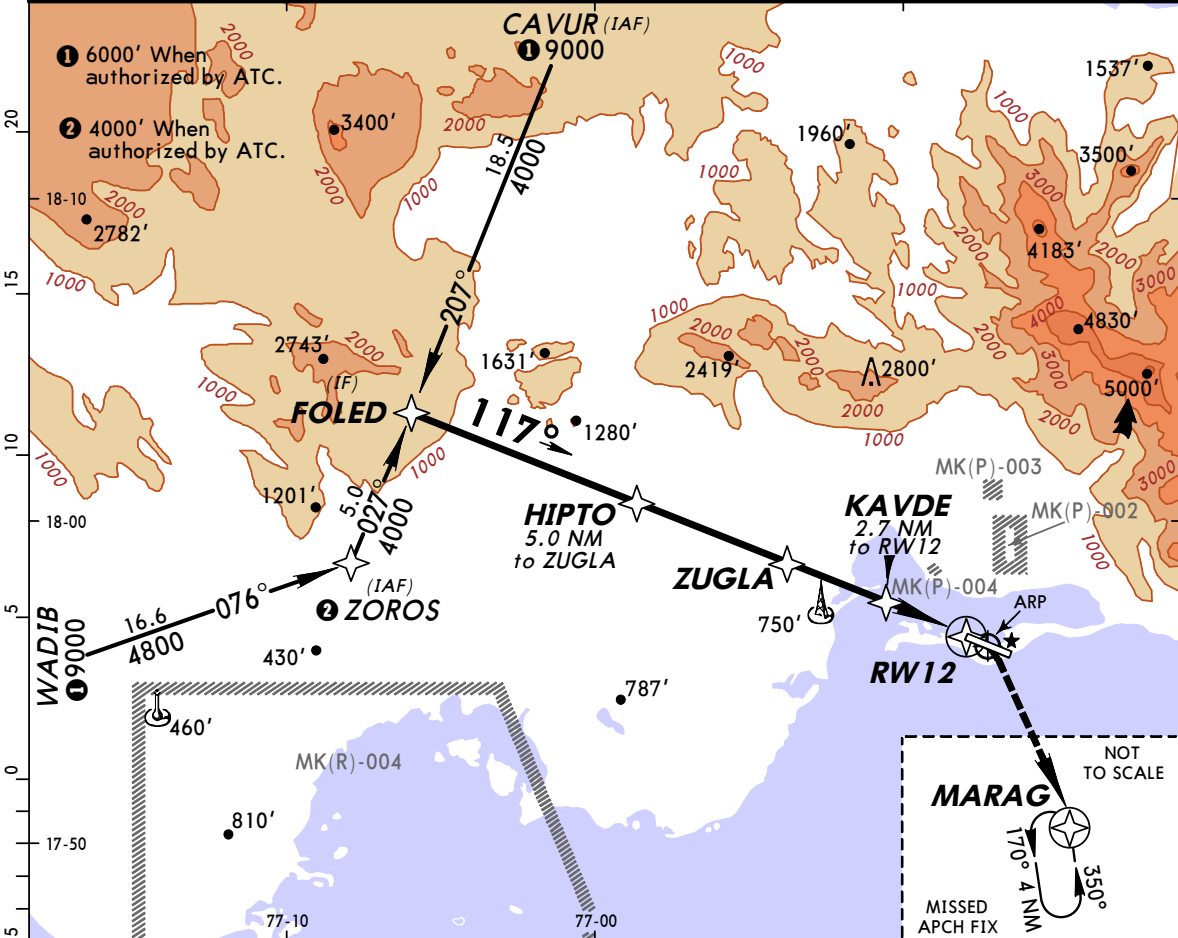 CAVUR (IAF)
1 9000
1 6000' When
authorized by ATC.
2 4000' When
authorized by ATC.
2000
1000
1537'
1000
20
3400'
2000
2000
18.5
4000
1000
1960'
1000
3500'
3000
18-10
2000
2782'
2000
4183'
2000
1000
15
207°
1000
1000
3000
4000
4830'
2743'
2000
(IF)
FOLED
1000
1631'
2000
2419'
2000
2800'
2000
1000
2000
3000
5000'
2000
117°
1280'
10
1000
1000
1201'
5.0
027°
4000
HIPTO
5.0 NM
to ZUGLA
KAVDE
2.7 NM
to RW12
MK(P)-003
MK(P)-002
3000
1000
18-00
ZUGLA
MK(P)-004
076°
(IAF)
2 ZOROS
16.6
4800
WADIB
1 9000
5
750'
ARP
RW12
430'
460'
787'
MK(R)-004
0
NOT
TO SCALE
MARAG
810'
17-50
170° 4 NM
350°
MISSED
APCH FIX
77-10
77-00
5